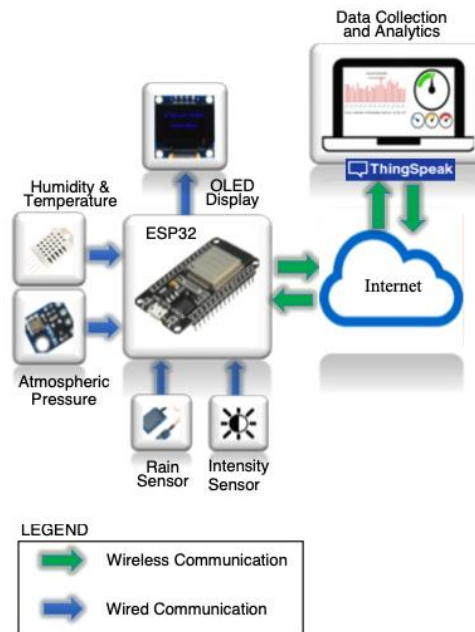 Data Collection
and Analytics
ThingSpeak
Humidity &
Temperature
OLED
Display
ESP32
Internet
Atmospheric
Pressure
Rain
Sensor
Intensity
Sensor
LEGEND
Wireless Communication
Wired Communication